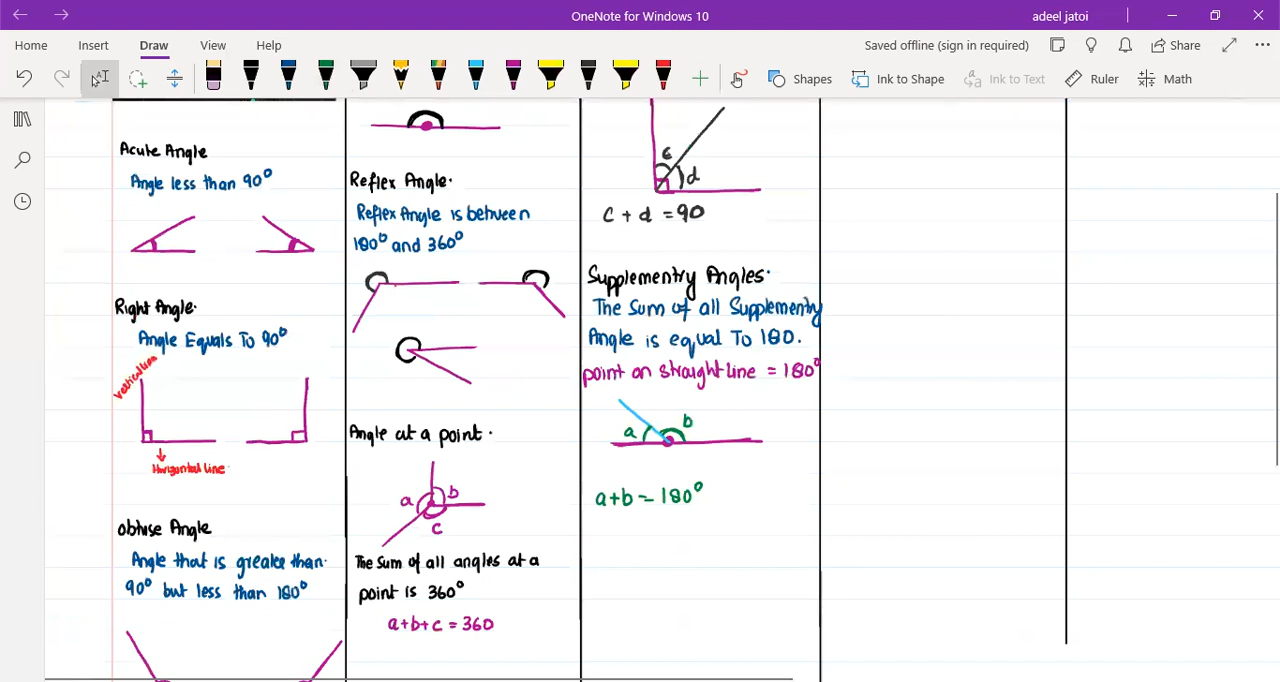 OneNote for Windows 10
adeel jatoi
Home Insert Draw View Help
Saved offline (sign in required)
Share
Shapes
Ink to Shape
Ink to Text
Ruler
Math
Acute Angle
Angle less than 90°
Right Angle.
Angle Equals To 90°
Vertical line
Horizontal line
Obtuse Angle
Angle that is greater than.
90° but less than 180°
Reflex Angle.
Reflex Angle is between
180° and 360°
Angle at a point.
a b
c
The Sum of all angles at a
point is 360°
a+b+c = 360
c
d
c + d = 90
Supplementry Angles.
The Sum of all Supplementy
Angle is equal To 180.
point on straight line = 180°
a b
a+b = 180°